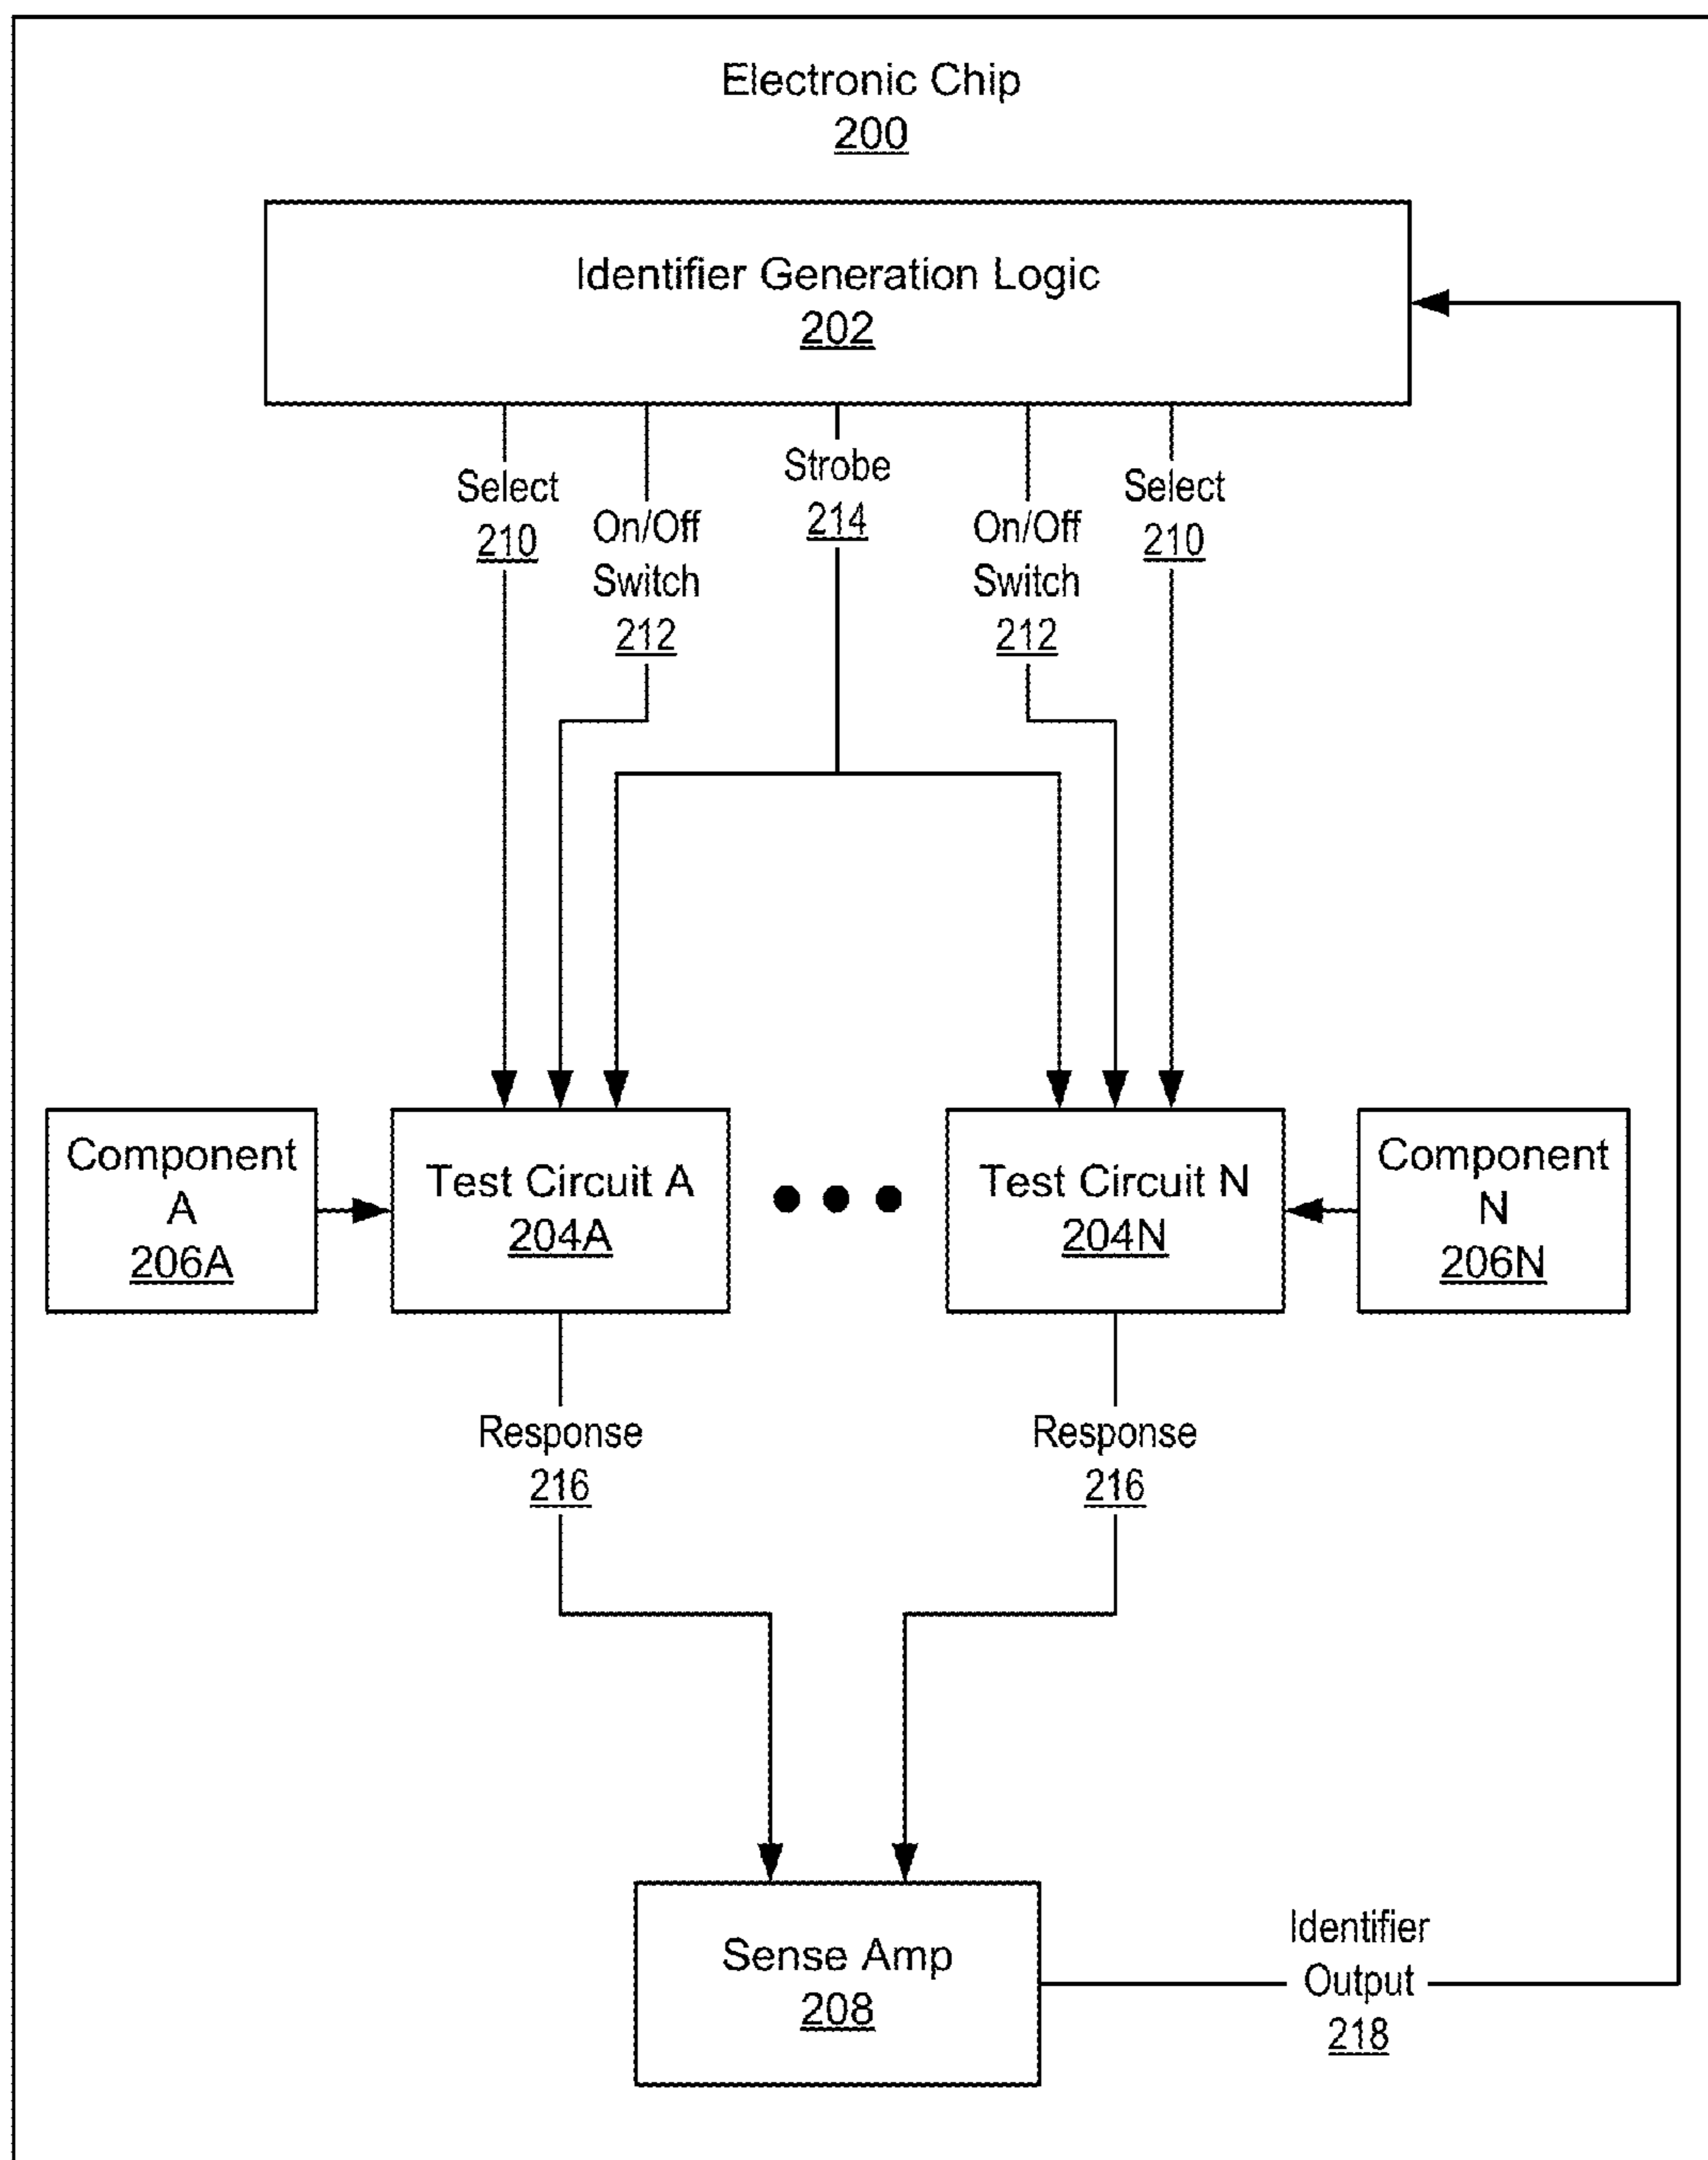 Electronic Chip
200
Identifier Generation Logic
202
Select
210
On/Off
Switch
212
Strobe
214
On/Off
Switch
212
Select
210
Component
A
206A
Test Circuit A
204A
Test Circuit N
204N
Component
N
206N
Response
216
Response
216
Sense Amp
208
Identifier
Output
218